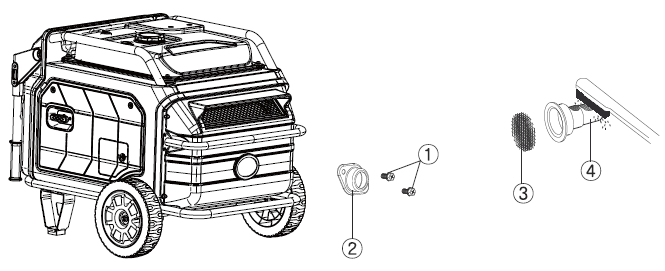 ①
②
③
④